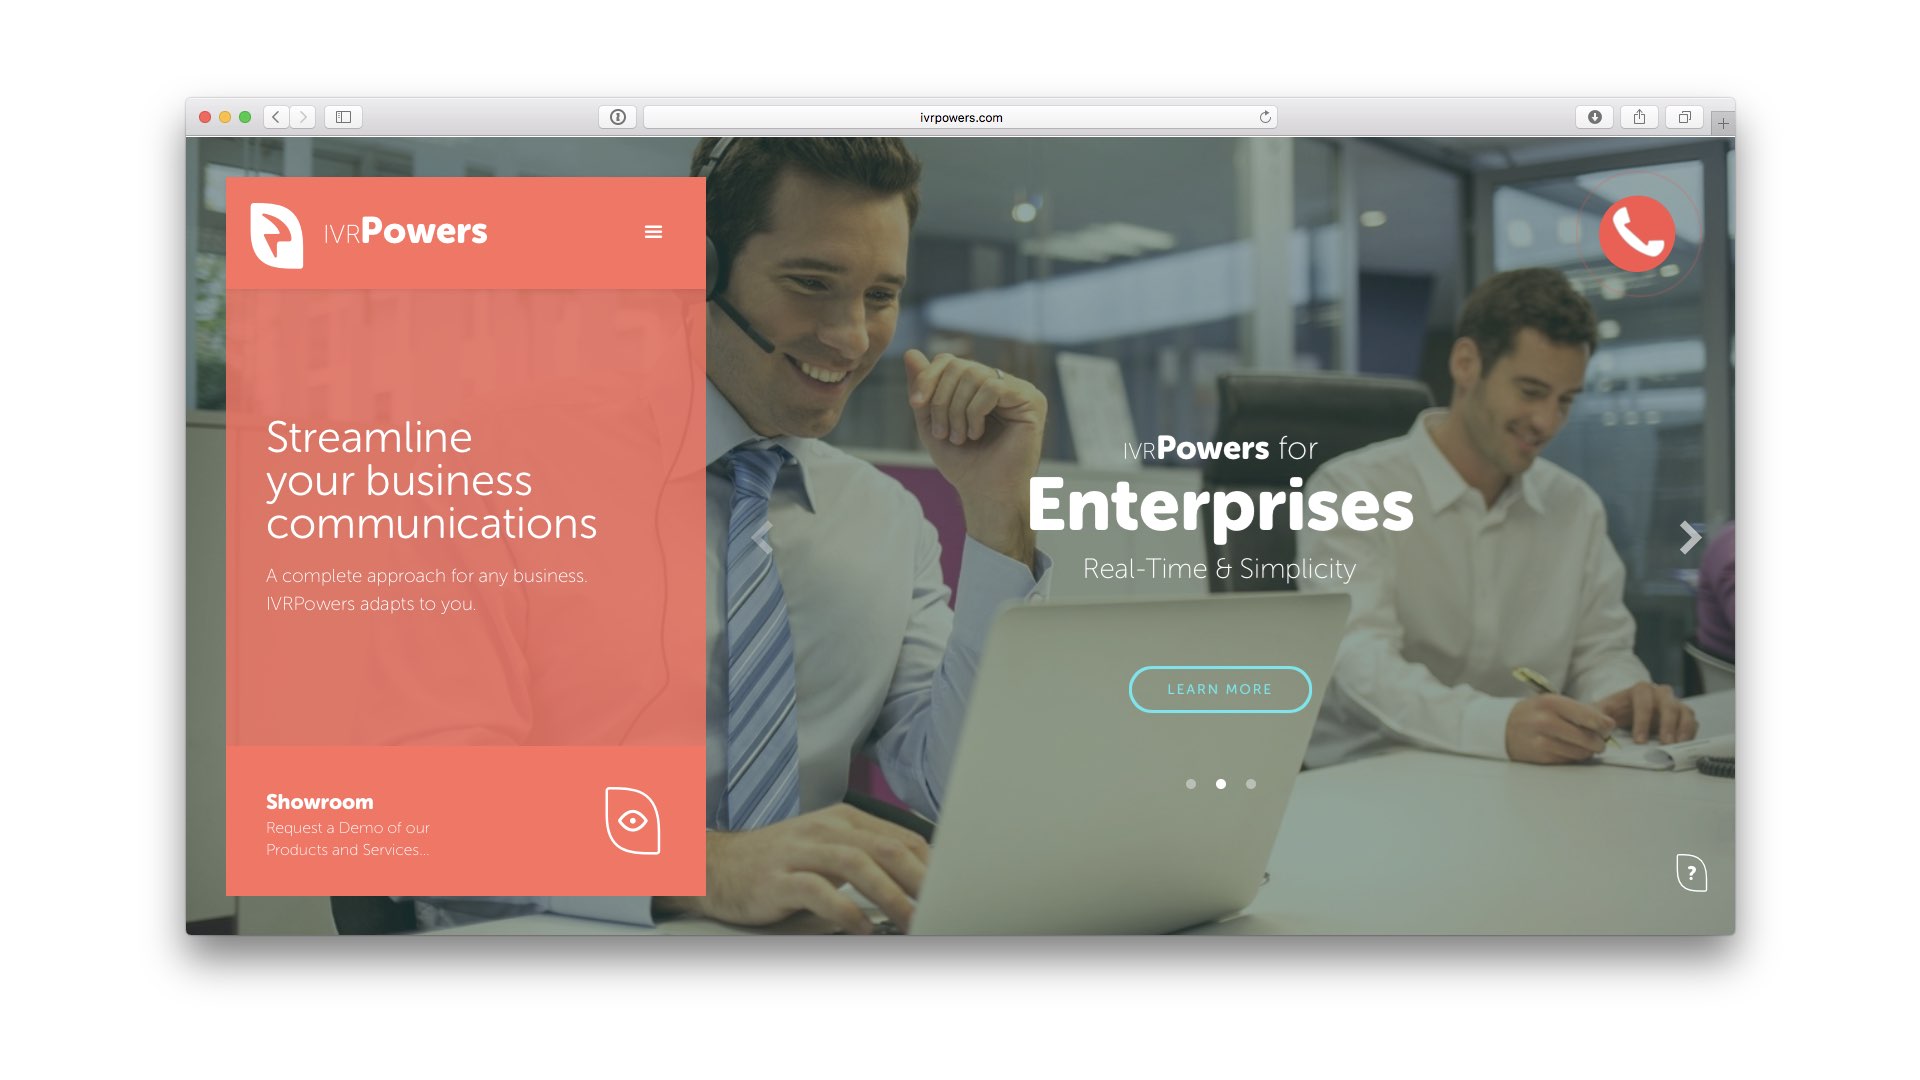 ivrpowers.com
IVRPowers
Streamline
your business
communications
A complete approach for any business.
IVRPowers adapts to you.
Showroom
Request a Demo of our
Products and Services...
IVRPowers for
Enterprises
Real-Time & Simplicity
LEARN MORE
?